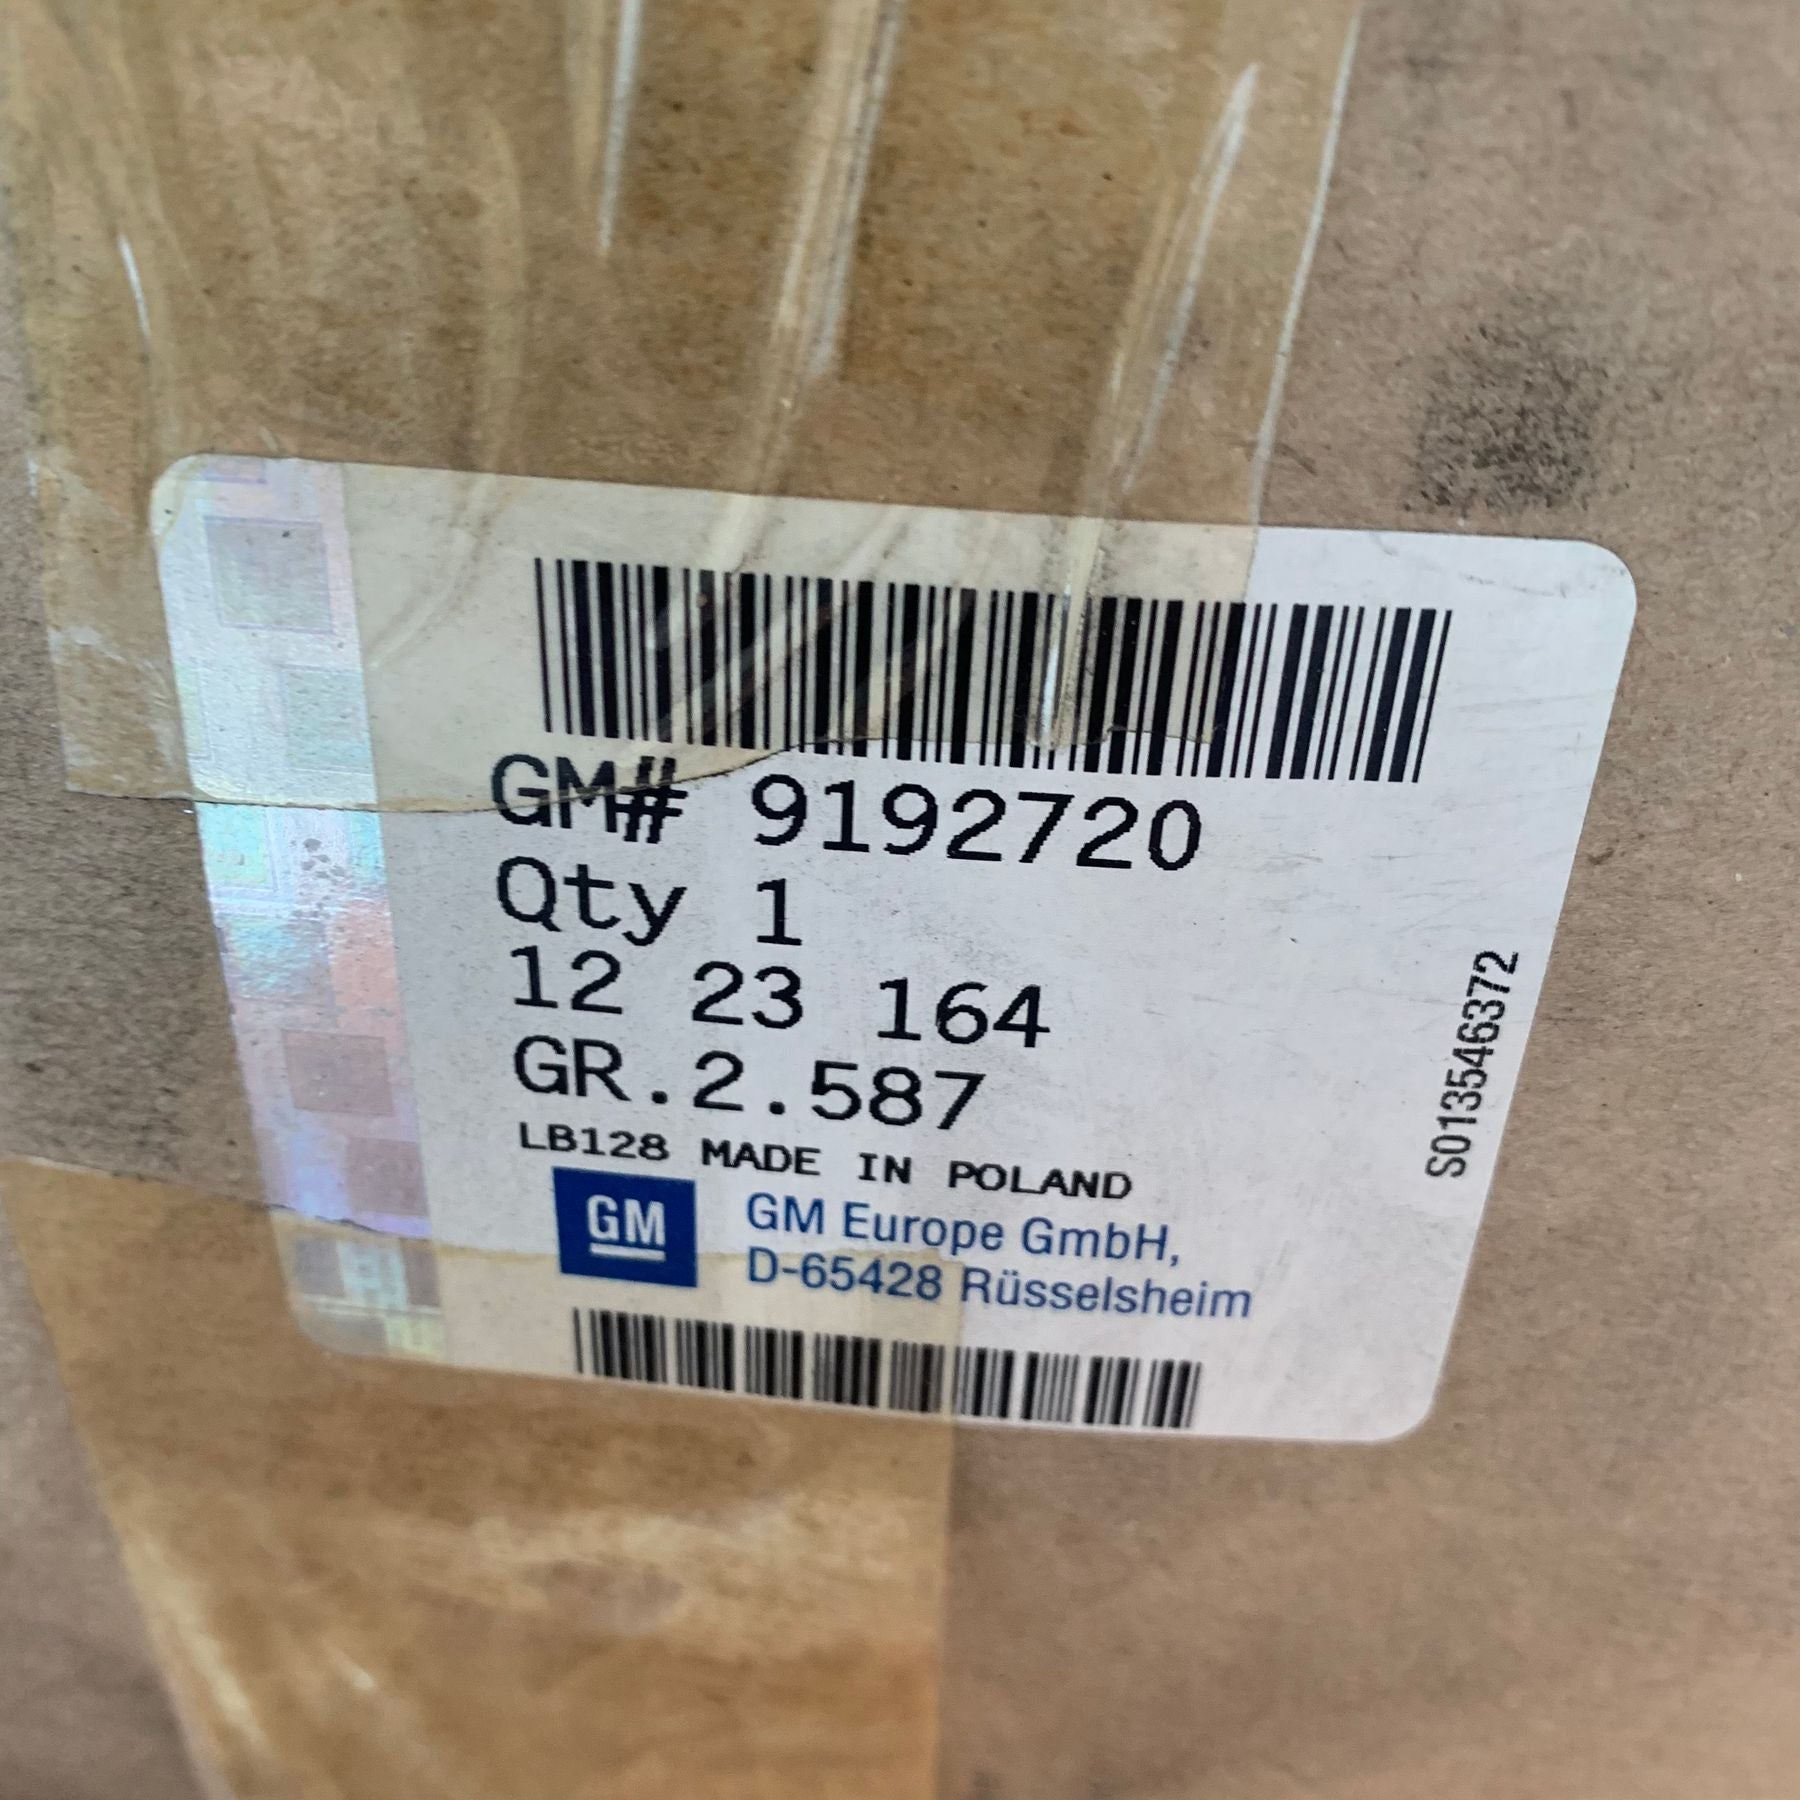 GM# 9192720
Qty 1
12 23 164
GR.2.587
LB128 MADE IN POLAND
GM
GM Europe GmbH,
D-65428 Rüsselsheim
S013546372